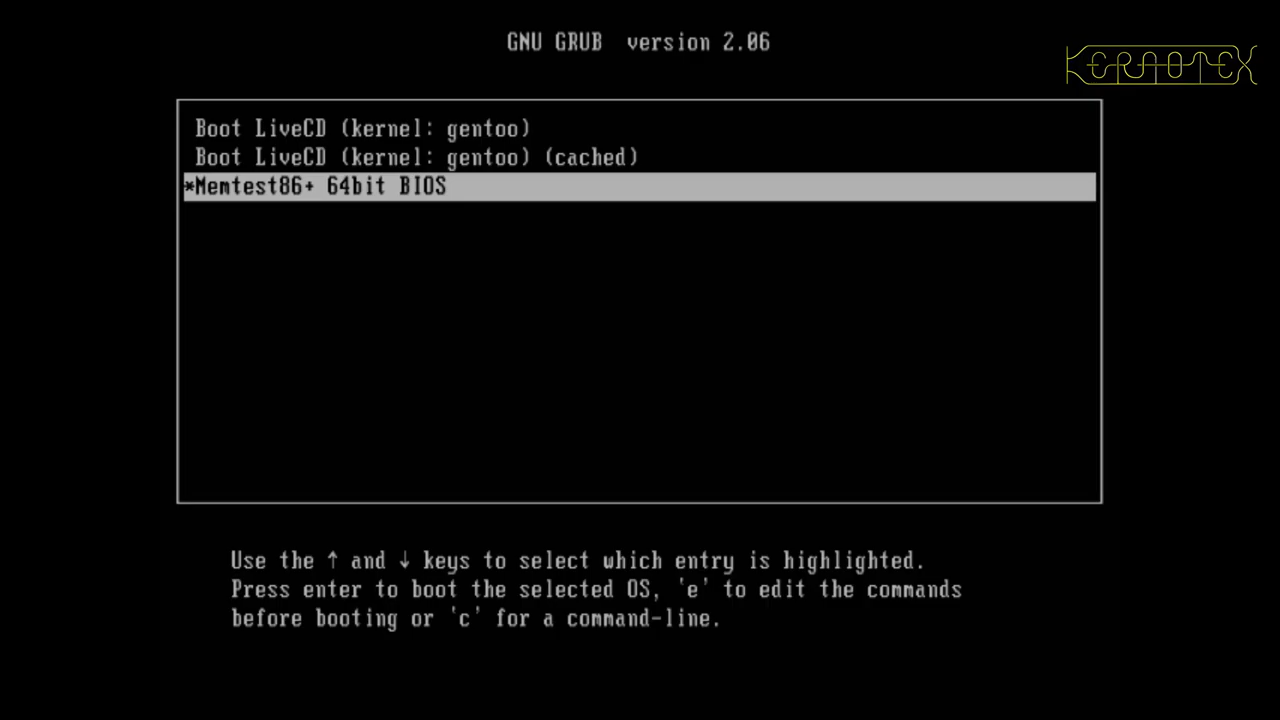 GNU GRUB  version 2.06
KERNOTEX
Boot LiveCD (kernel: gentoo)
Boot LiveCD (kernel: gentoo) (cached)
*Memtest86+ 64bit BIOS
Use the ↑ and ↓ keys to select which entry is highlighted.
Press enter to boot the selected OS, 'e' to edit the commands
before booting or 'c' for a command-line.